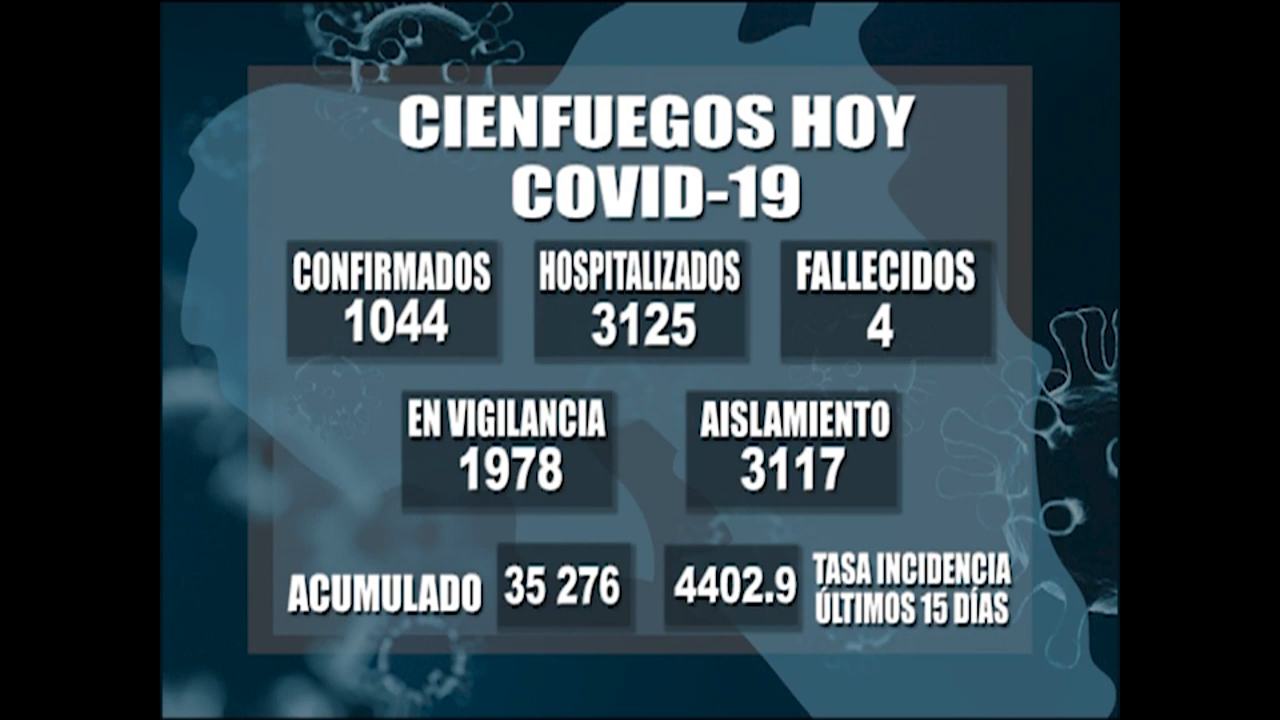 CIENFUEGOS HOY
COVID-19
CONFIRMADOS
1044
HOSPITALIZADOS
3125
FALLECIDOS
4
EN VIGILANCIA
1978
AISLAMIENTO
3117
ACUMULADO 35 276
4402.9 TASA INCIDENCIA
ÚLTIMOS 15 DÍAS